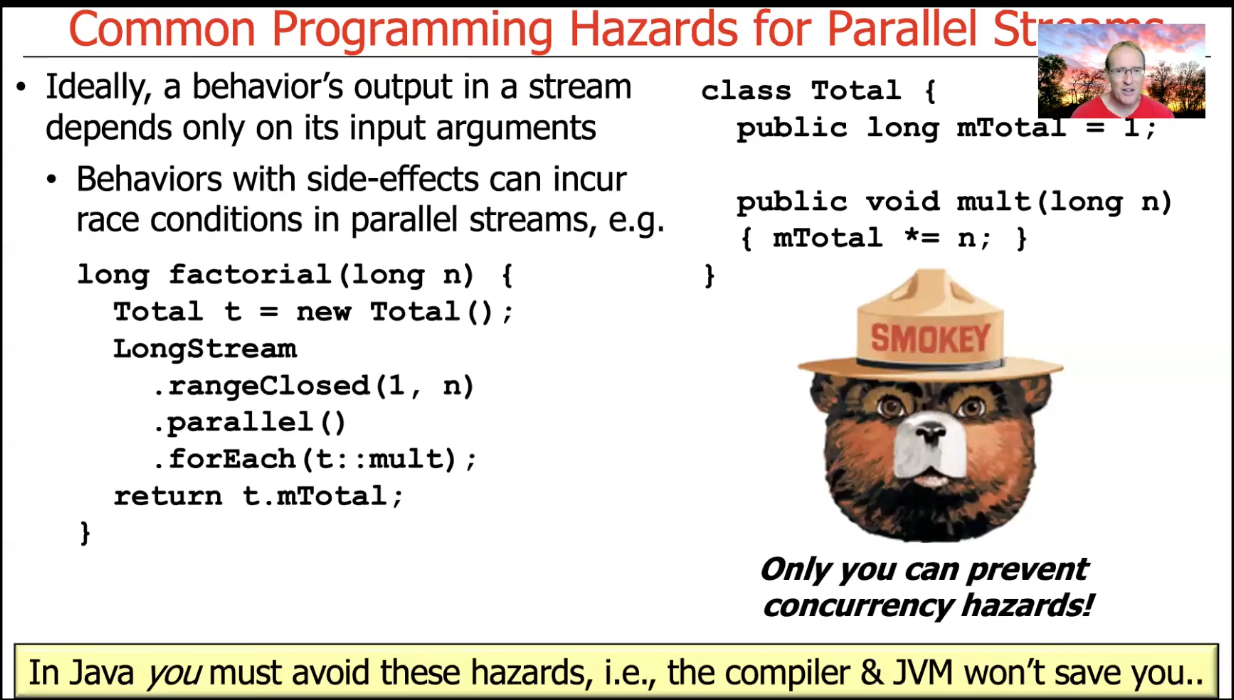 Common Programming Hazards for Parallel Streams
• Ideally, a behavior's output in a stream
depends only on its input arguments
• Behaviors with side-effects can incur
race conditions in parallel streams, e.g.
long factorial(long n) {
Total t = new Total();
LongStream
.rangeClosed(1, n)
.parallel()
.forEach(t::mult);
return t.mTotal;
}
class Total {
public long mTotal = 1;
public void mult(long n)
{ mTotal *= n; }
}
SMOKEY
Only you can prevent
concurrency hazards!
In Java you must avoid these hazards, i.e., the compiler & JVM won't save you..